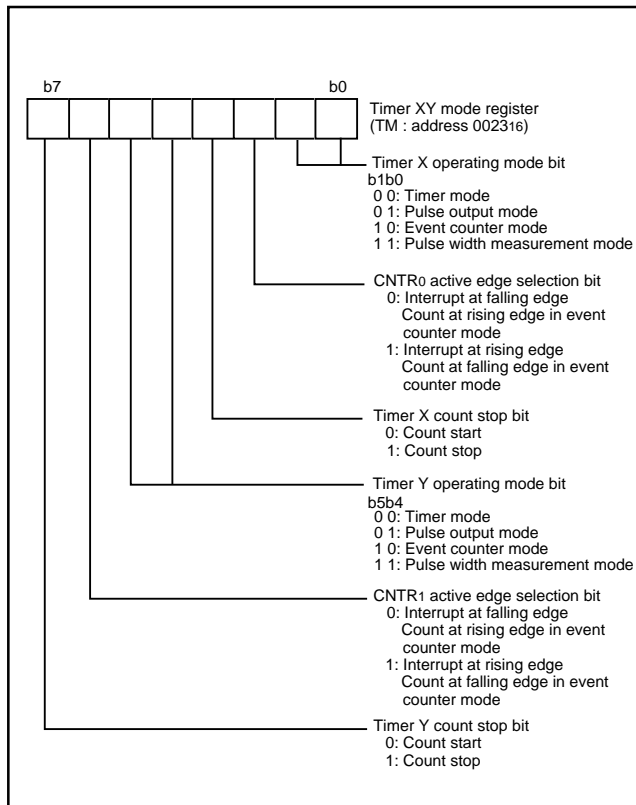 b7 b0
Timer XY mode register
(TM : address 002316)
Timer X operating mode bit
b1b0
0 0: Timer mode
0 1: Pulse output mode
1 0: Event counter mode
1 1: Pulse width measurement mode
CNTR0 active edge selection bit
0: Interrupt at falling edge
Count at rising edge in event
counter mode
1: Interrupt at rising edge
Count at falling edge in event
counter mode
Timer X count stop bit
0: Count start
1: Count stop
Timer Y operating mode bit
b5b4
0 0: Timer mode
0 1: Pulse output mode
1 0: Event counter mode
1 1: Pulse width measurement mode
CNTR1 active edge selection bit
0: Interrupt at falling edge
Count at rising edge in event
counter mode
1: Interrupt at rising edge
Count at falling edge in event
counter mode
Timer Y count stop bit
0: Count start
1: Count stop